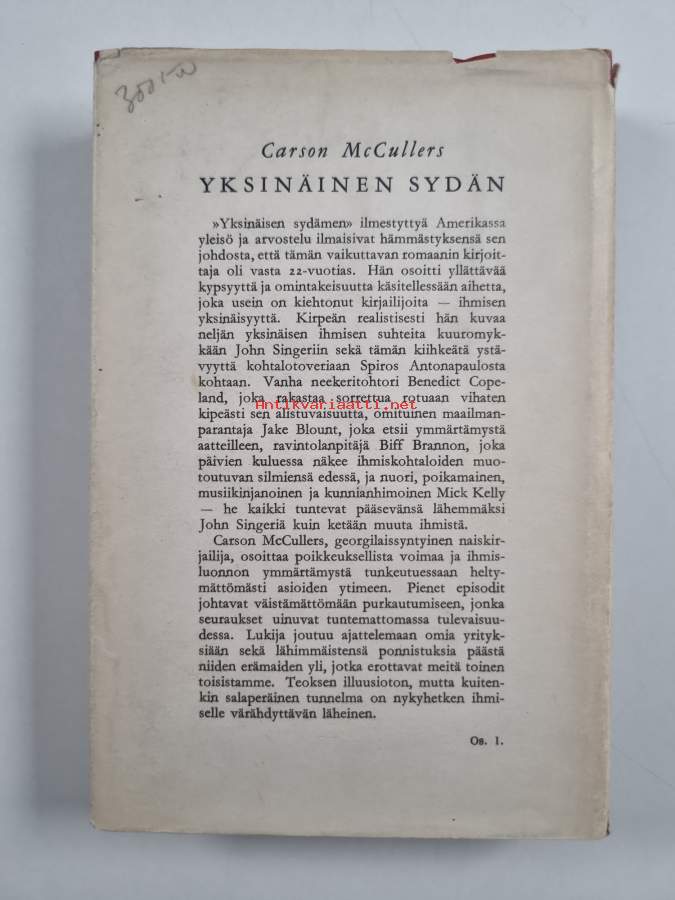 Carson McCullers
YKSINÄINEN SYDÄN
»Yksinäisen sydämen» ilmestyttyä Amerikassa
yleisö ja arvostelu ilmaisivat hämmästyksensä sen
johdosta, että tämän vaikuttavan romaanin kirjoit-
taja oli vasta 22-vuotias. Hän osoitti yllättävää
kypsyyttä ja omintakeisuutta käsitellessään aihetta,
joka usein on kiehtonut kirjailijoita — ihmisen
yksinäisyyttä. Kirpeän realistisesti hän kuvaa
neljän yksinäisen ihmisen suhteita kuuromyk-
kään John Singeriin sekä tämän kiihkeätä ystä-
vyyttä kohtalotoveriaan Spiros Antonapaulosta
kohtaan. Vanha neekeritohtori Benedict Cope-
land, joka rakastaa sorrettua rotuaan vihaten
Antikvariaatti.net
kipeästi sen alistuvaisuutta, omituinen maailman-
parantaja Jake Blount, joka etsii ymmärtämystä
aatteilleen, ravintolanpitäjä Biff Brannon, joka
päivien kuluessa näkee ihmiskohtaloiden muo-
toutuvan silmiensä edessä, ja nuori, poikamainen,
musiikinjanoinen ja kunnianhimoinen Mick Kelly
— he kaikki tuntevat pääsevänsä lähemmäksi
John Singeriä kuin ketään muuta ihmistä.
Carson McCullers, georgilaissyntyinen naiskir-
jailija, osoittaa poikkeuksellista voimaa ja ihmis-
luonnon ymmärtämystä tunkeutuessaan helty-
mättömästi asioiden ytimeen. Pienet episodit
johtavat väistämättömään purkautumiseen, jonka
seuraukset uinuvat tuntemattomassa tulevaisuu-
dessa. Lukija joutuu ajattelemaan omia yrityk-
siään sekä lähimmäistensä ponnistuksia päästä
niiden erämaiden yli, jotka erottavat meitä toinen
toisistamme. Teoksen illuusioton, mutta kuiten-
kin salaperäinen tunnelma on nykyhetken ihmi-
selle värähdyttävän läheinen.
Os. 1.